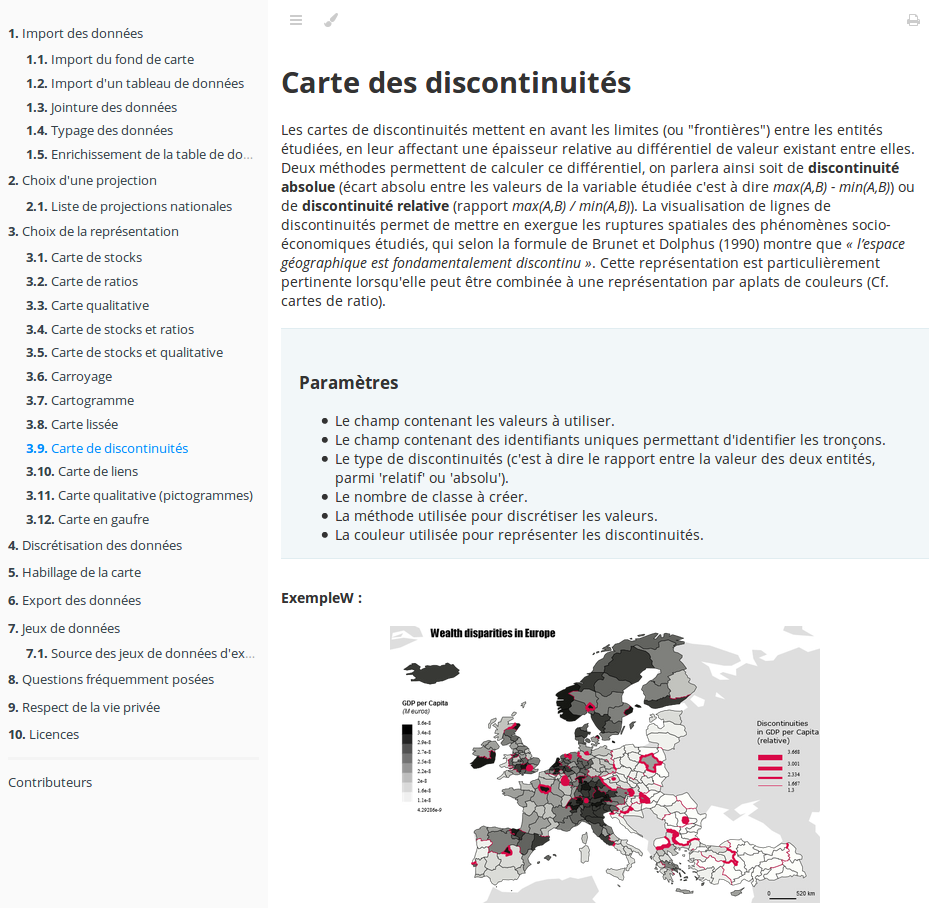 1. Import des données
1.1. Import du fond de carte
1.2. Import d'un tableau de données
1.3. Jointure des données
1.4. Typage des données
1.5. Enrichissement de la table de do...
2. Choix d'une projection
2.1. Liste de projections nationales
3. Choix de la représentation
3.1. Carte de stocks
3.2. Carte de ratios
3.3. Carte qualitative
3.4. Carte de stocks et ratios
3.5. Carte de stocks et qualitative
3.6. Carroyage
3.7. Cartogramme
3.8. Carte lissée
3.9. Carte de discontinuités
3.10. Carte de liens
3.11. Carte qualitative (pictogrammes)
3.12. Carte en gaufre
4. Discrétisation des données
5. Habillage de la carte
6. Export des données
7. Jeux de données
7.1. Source des jeux de données d'ex...
8. Questions fréquemment posées
9. Respect de la vie privée
10. Licences
Contributeurs
Carte des discontinuités
Les cartes de discontinuités mettent en avant les limites (ou "frontières") entre les entités
étudiées, en leur affectant une épaisseur relative au différentiel de valeur existant entre elles.
Deux méthodes permettent de calculer ce différentiel, on parlera ainsi soit de discontinuité
absolue (écart absolu entre les valeurs de la variable étudiée c'est à dire max(A,B) - min(A,B)) ou
de discontinuité relative (rapport max(A,B) / min(A,B)). La visualisation de lignes de
discontinuités permet de mettre en exergue les ruptures spatiales des phénomènes socio-
économiques étudiés, qui selon la formule de Brunet et Dolphus (1990) montre que « l'espace
géographique est fondamentalement discontinu ». Cette représentation est particulièrement
pertinente lorsqu'elle peut être combinée à une représentation par aplats de couleurs (Cf.
cartes de ratio).
Paramètres
• Le champ contenant les valeurs à utiliser.
• Le champ contenant des identifiants uniques permettant d'identifier les tronçons.
• Le type de discontinuités (c'est à dire le rapport entre la valeur des deux entités,
parmi 'relatif' ou 'absolu').
• Le nombre de classe à créer.
• La méthode utilisée pour discrétiser les valeurs.
• La couleur utilisée pour représenter les discontinuités.
ExempleW :
Wealth disparities in Europe
GDP per Capita
(M euros)
8.6e-8
3.4e-8
2.9e-8
2.7e-8
2.5e-8
2.2e-8
2e-8
1.6e-8
1.1e-8
4.29286e-9
Discontinuities
in GDP per Capita
(relative)
3.668
3.001
2.334
1.667
1.3
0 520 km